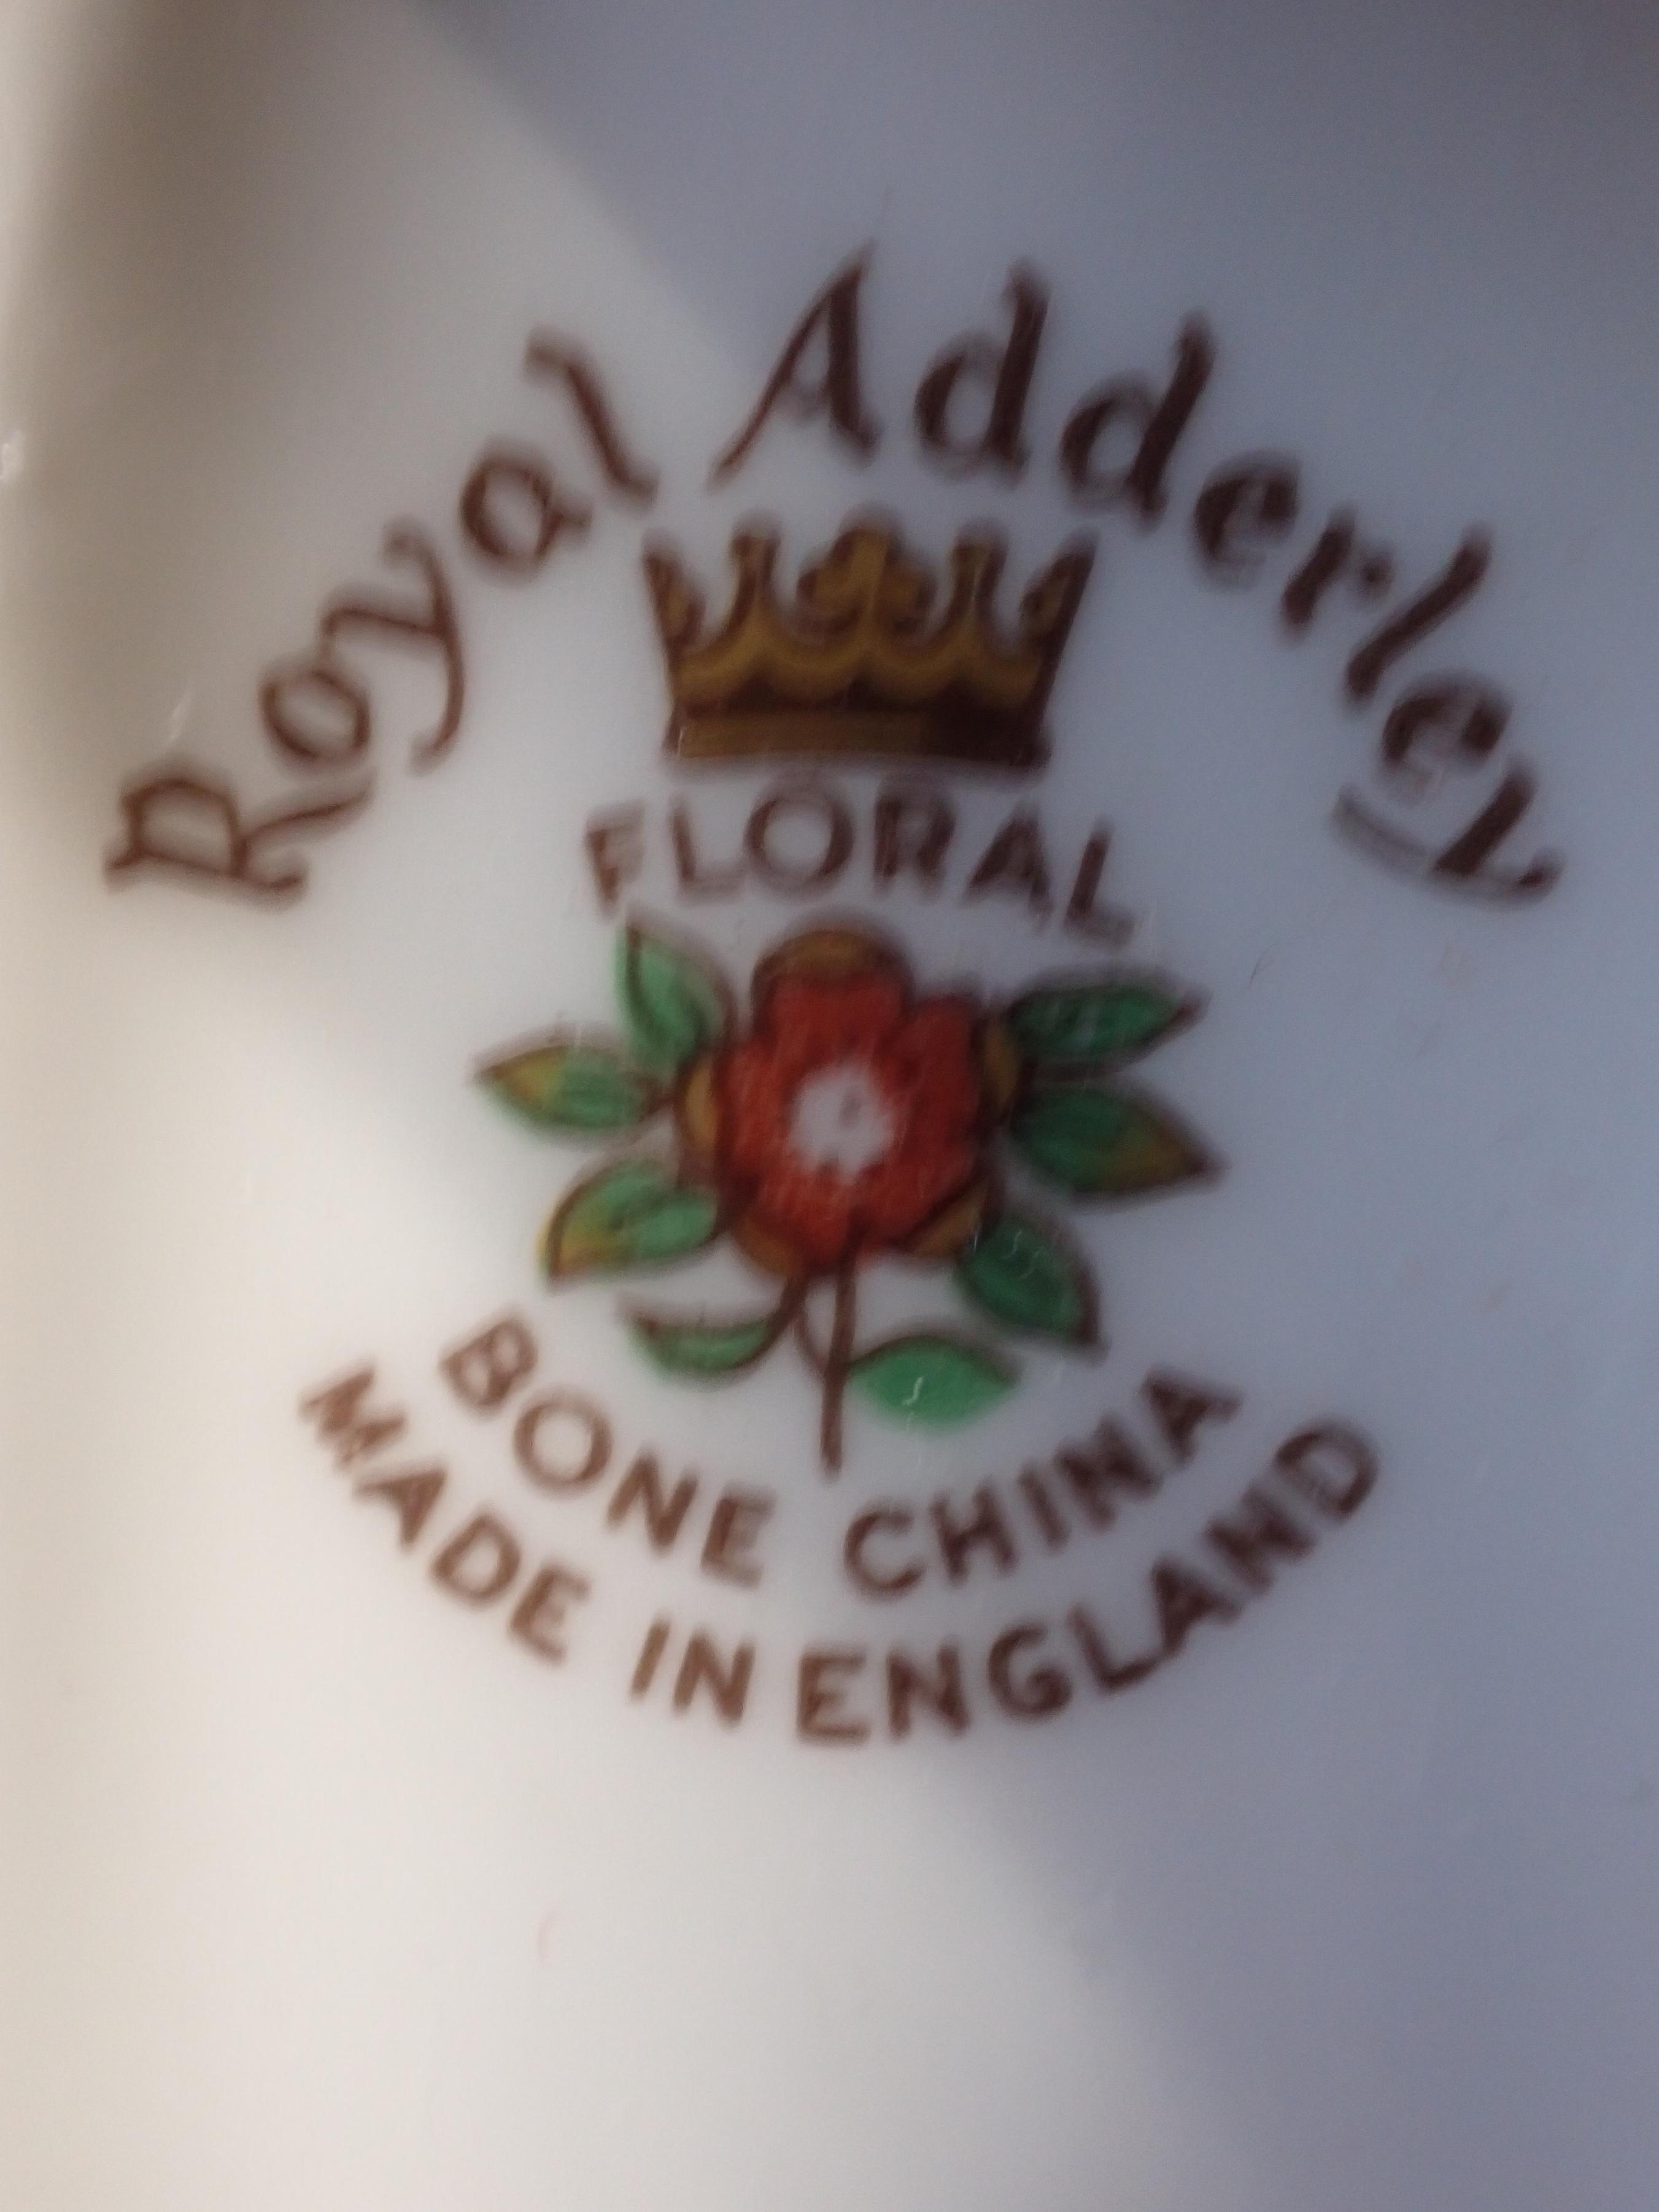 Royal Adderley
FLORAL
BONE CHINA
MADE IN ENGLAND